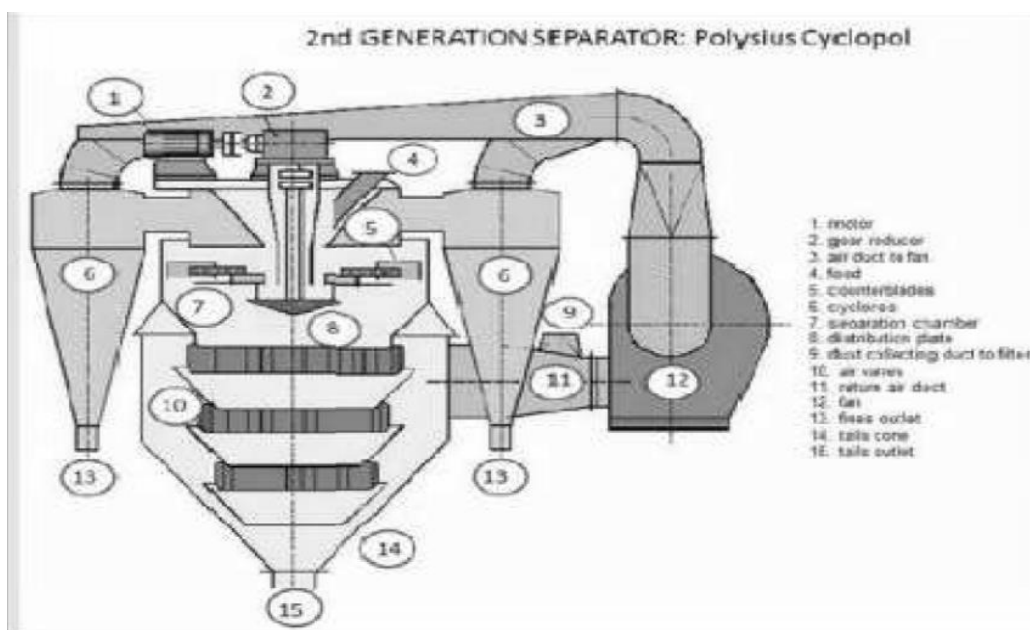 2nd GENERATION SEPARATOR: Polysius Cyclopol
1
2
3
4
5
6
6
7
8
9
10
11
12
13
13
14
15
1. motor
2. gear reducer
3. air duct to fan
4. feed
5. counterblades
6. cyclones
7. separation chamber
8. distribution plate
9. dust collecting duct to filter
10. air vanes
11. return air duct
12. fan
13. fines outlet
14. tails cone
15. tails outlet